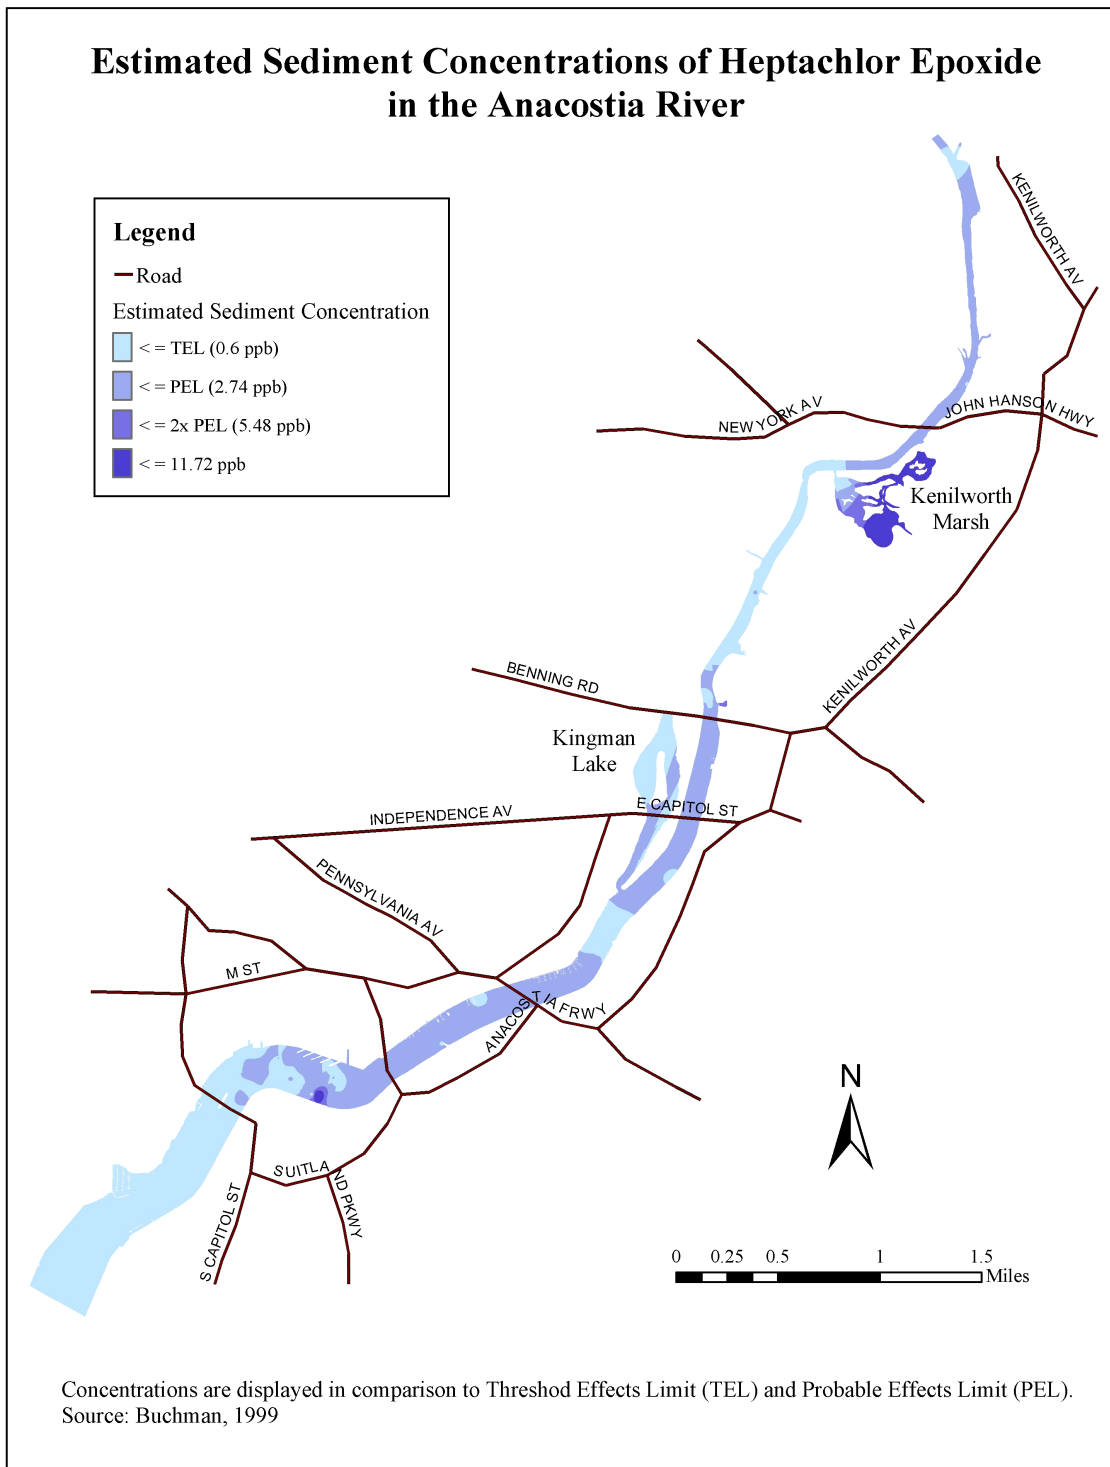 Estimated Sediment Concentrations of Heptachlor Epoxide
in the Anacostia River
Legend
Road
Estimated Sediment Concentration
< = TEL (0.6 ppb)
< = PEL (2.74 ppb)
< = 2x PEL (5.48 ppb)
< = 11.72 ppb
KENILWORTH AV
NEW YORK AV
JOHN HANSON HWY
Kenilworth
Marsh
KENILWORTH AV
BENNING RD
Kingman
Lake
E CAPITOL ST
INDEPENDENCE AV
PENNSYLVANIA AV
M ST
ANACOSTIA FRWY
SUITLAND PKWY
S CAPITOL ST
N
0 0.25 0.5 1 1.5
Miles
Concentrations are displayed in comparison to Threshod Effects Limit (TEL) and Probable Effects Limit (PEL).
Source: Buchman, 1999